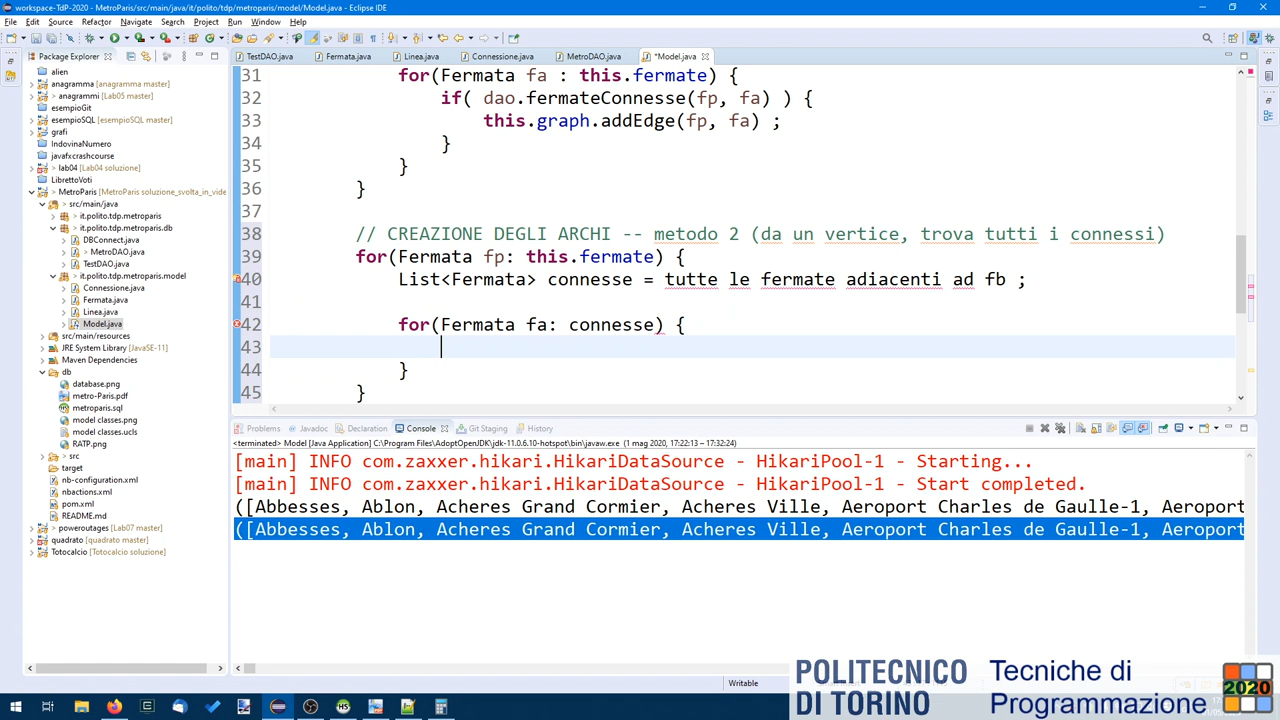 workspace-TdP-2020 - MetroParis/src/main/java/it/polito/tdp/metroparis/model/Model.java - Eclipse IDE
File Edit Source Refactor Navigate Search Project Run Window Help
Package Explorer
TestDAO.java Fermata.java Linea.java Connessione.java MetroDAO.java *Model.java
alien
anagramma [anagramma master]
> anagrammi [Lab05 master]
esempioGit
esempioSQL [esempioSQL master]
grafi
IndovinaNumero
javafxcrashcourse
> lab04 [Lab04 soluzione]
LibrettoVoti
> MetroParis [MetroParis soluzione_svolta_in_vide
> src/main/java
> it.polito.tdp.metroparis
> it.polito.tdp.metroparis.db
DBConnect.java
> MetroDAO.java
TestDAO.java
> it.polito.tdp.metroparis.model
Connessione.java
Fermata.java
Linea.java
Model.java
src/main/resources
JRE System Library [JavaSE-11]
Maven Dependencies
db
database.png
metro-Paris.pdf
metroparis.sql
model classes.png
model classes.ucls
RATP.png
src
target
nb-configuration.xml
nbactions.xml
pom.xml
README.md
> poweroutages [Lab07 master]
quadrato [quadrato master]
Totocalcio [Totocalcio soluzione]
31 for(Fermata fa : this.fermate) {
32 if( dao.fermateConnesse(fp, fa) ) {
33 this.graph.addEdge(fp, fa) ;
34 }
35 }
36 }
37
38 // CREAZIONE DEGLI ARCHI -- metodo 2 (da un vertice, trova tutti i connessi)
39 for(Fermata fp: this.fermate) {
40 List<Fermata> connesse = tutte le fermate adiacenti ad fb ;
41
42 for(Fermata fa: connesse) {
43
44 }
45 }
Problems Javadoc Declaration Console Git Staging History
<terminated> Model [Java Application] C:\Program Files\AdoptOpenJDK\jdk-11.0.6.10-hotspot\bin\javaw.exe (1 mag 2020, 17:22:13 – 17:32:24)
[main] INFO com.zaxxer.hikari.HikariDataSource - HikariPool-1 - Starting...
[main] INFO com.zaxxer.hikari.HikariDataSource - HikariPool-1 - Start completed.
([Abbesses, Ablon, Acheres Grand Cormier, Acheres Ville, Aeroport Charles de Gaulle-1, Aeroport
([Abbesses, Ablon, Acheres Grand Cormier, Acheres Ville, Aeroport Charles de Gaulle-1, Aeroport
Writable
POLITECNICO
DI TORINO
Tecniche di
Programmazione
2020